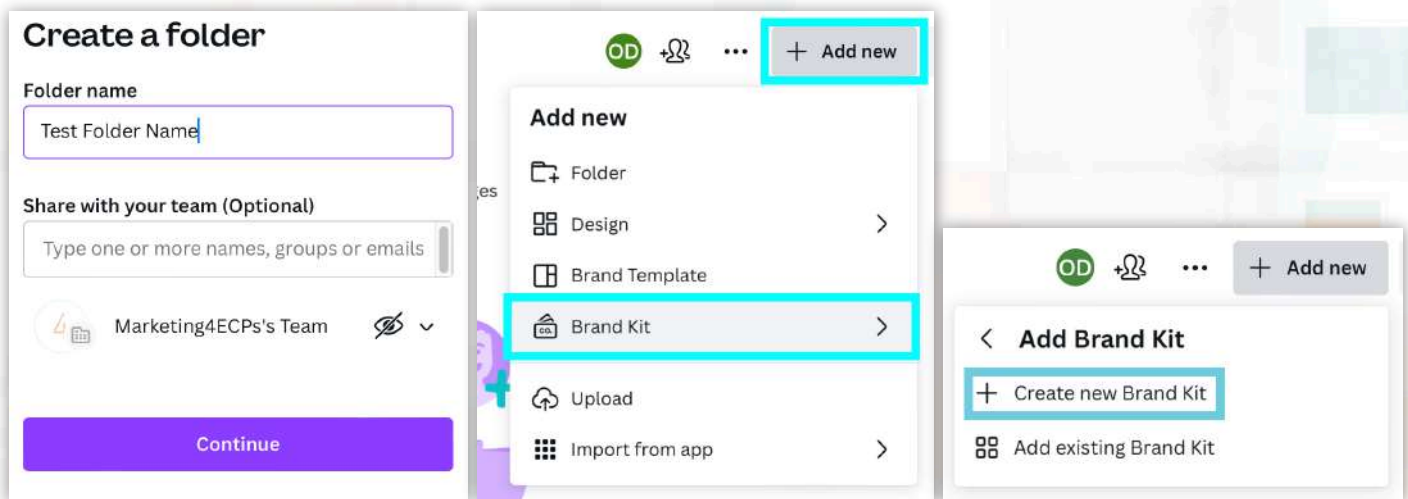 Create a folder
Folder name
Test Folder Name
Share with your team (Optional)
Type one or more names, groups or emails
Marketing4ECPs's Team
Continue
OD
+ Add new
Add new
Folder
Design
Brand Template
CO.
Brand Kit
Upload
Import from app
OD
+ Add new
Add Brand Kit
+ Create new Brand Kit
Add existing Brand Kit